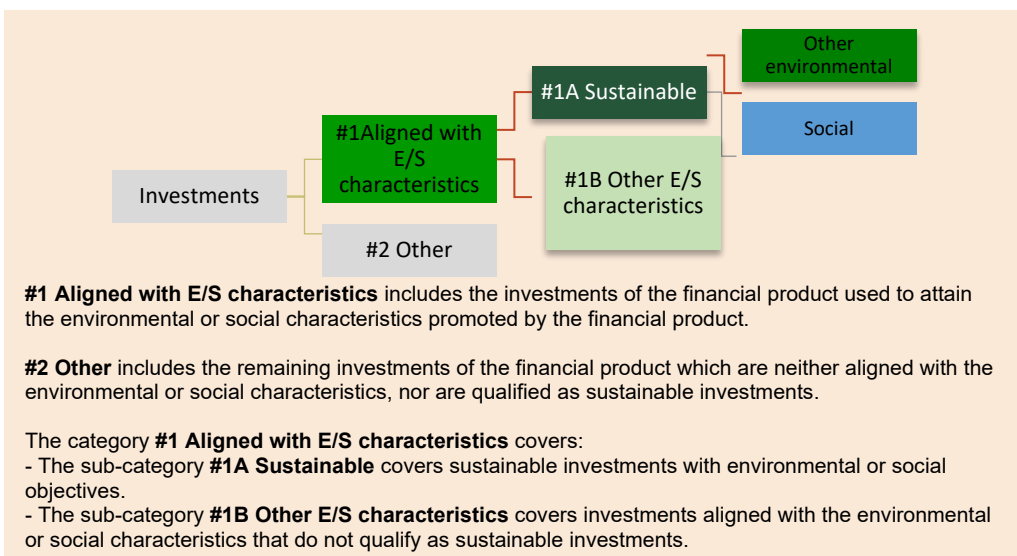 Other
environmental
#1A Sustainable
Social
#1Aligned with
E/S
characteristics
#1B Other E/S
characteristics
Investments
#2 Other
#1 Aligned with E/S characteristics includes the investments of the financial product used to attain
the environmental or social characteristics promoted by the financial product.
#2 Other includes the remaining investments of the financial product which are neither aligned with the
environmental or social characteristics, nor are qualified as sustainable investments.
The category #1 Aligned with E/S characteristics covers:
- The sub-category #1A Sustainable covers sustainable investments with environmental or social
objectives.
- The sub-category #1B Other E/S characteristics covers investments aligned with the environmental
or social characteristics that do not qualify as sustainable investments.